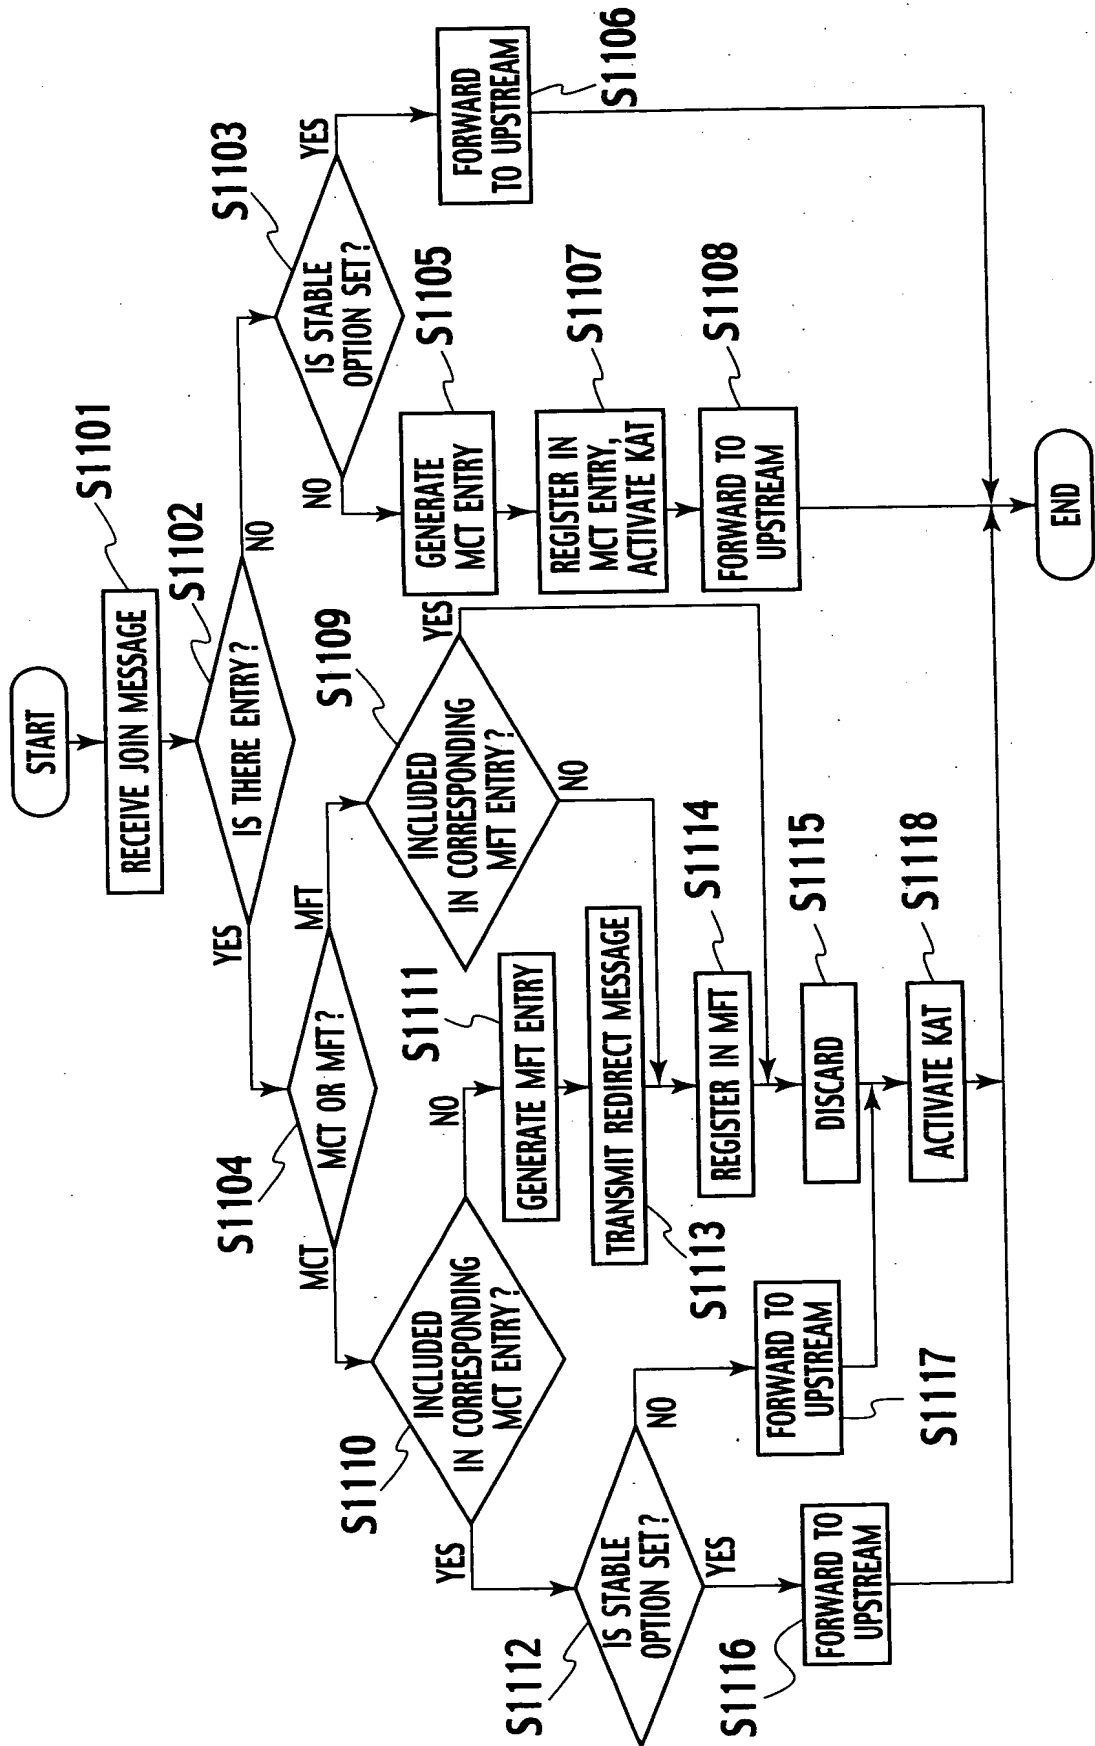 START
RECEIVE JOIN MESSAGE
S1101
IS THERE ENTRY?
S1102
YES
NO
MCT OR MFT?
S1104
MCT
MFT
IS STABLE
OPTION SET?
S1103
NO
YES
GENERATE
MCT ENTRY
S1105
FORWARD
TO UPSTREAM
S1106
REGISTER IN
MCT ENTRY,
ACTIVATE KAT
S1107
FORWARD TO
UPSTREAM
S1108
INCLUDED
IN CORRESPONDING
MFT ENTRY?
S1109
YES
NO
INCLUDED
IN CORRESPONDING
MCT ENTRY?
S1110
YES
NO
GENERATE MFT ENTRY
S1111
TRANSMIT REDIRECT MESSAGE
S1113
REGISTER IN MFT
S1114
IS STABLE
OPTION SET?
S1112
YES
NO
FORWARD TO
UPSTREAM
S1116
FORWARD TO
UPSTREAM
S1117
DISCARD
S1115
ACTIVATE KAT
S1118
END